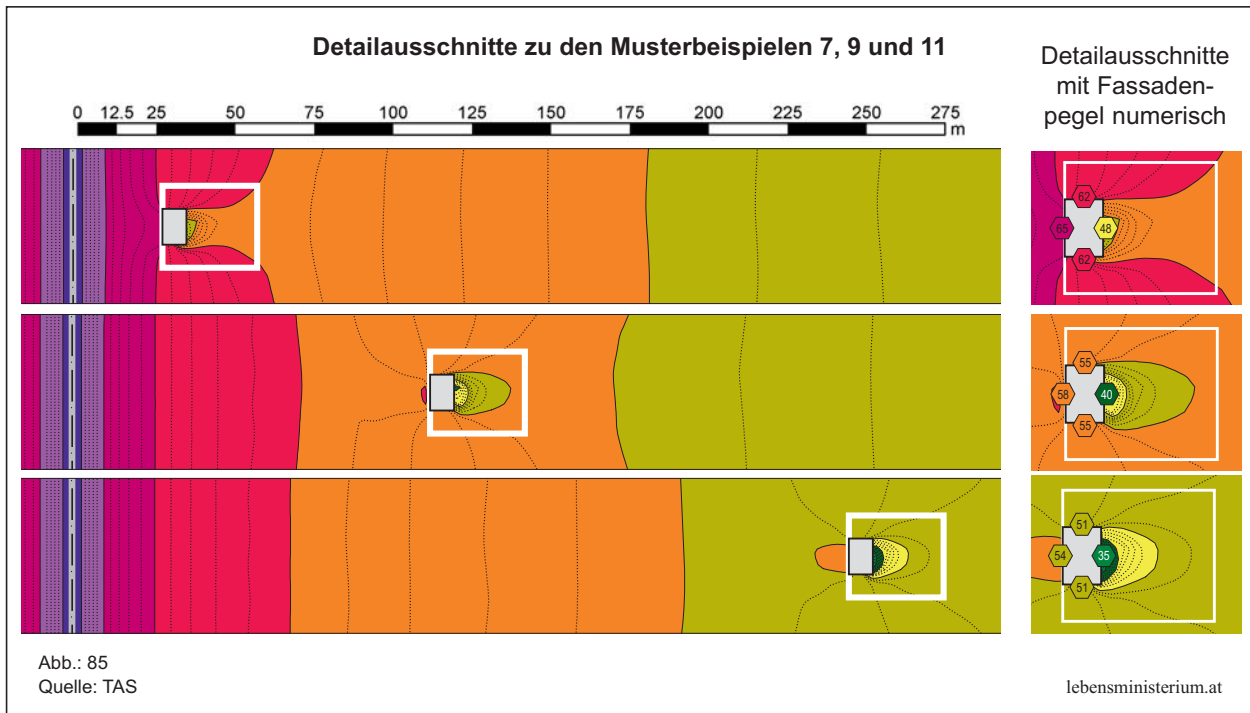 Detailausschnitte zu den Musterbeispielen 7, 9 und 11
Detailausschnitte
mit Fassaden-
pegel numerisch
0 12.5 25 50 75 100 125 150 175 200 225 250 275
m
62
65 48
62
55
58 40
55
51
54 35
51
Abb.: 85
Quelle: TAS
lebensministerium.at